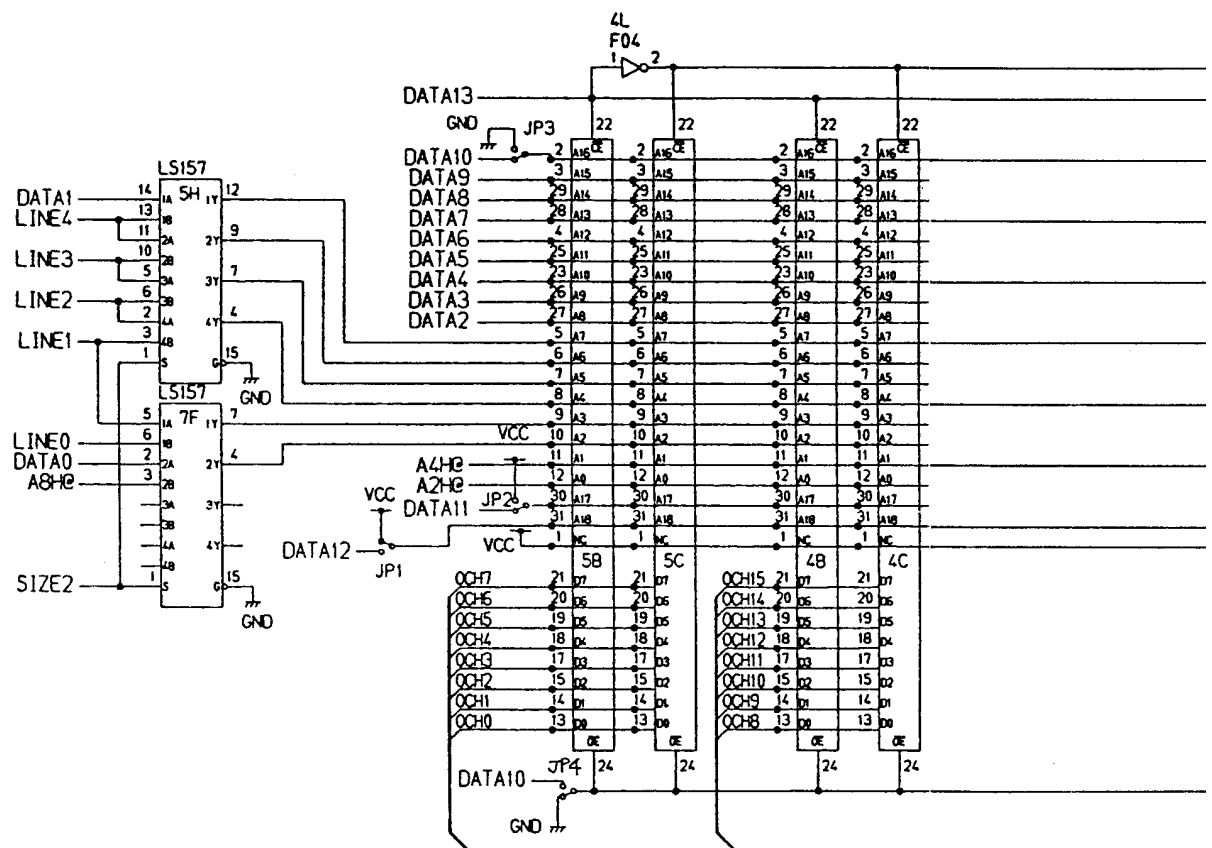 4L
F04
1 2
DATA13
22 22 22 22
CE CE CE CE
GND JP3
DATA10 2 A16 2 A16 2 A16 2 A16
DATA9 3 A15 3 A15 3 A15 3 A15
DATA8 29 A14 29 A14 29 A14 29 A14
DATA7 28 A13 28 A13 28 A13 28 A13
DATA6 4 A12 4 A12 4 A12 4 A12
DATA5 25 A11 25 A11 25 A11 25 A11
DATA4 23 A10 23 A10 23 A10 23 A10
DATA3 26 A9 26 A9 26 A9 26 A9
DATA2 27 A8 27 A8 27 A8 27 A8
5 A7 5 A7 5 A7 5 A7
6 A6 6 A6 6 A6 6 A6
7 A5 7 A5 7 A5 7 A5
8 A4 8 A4 8 A4 8 A4
9 A3 9 A3 9 A3 9 A3
VCC 10 A2 10 A2 10 A2 10 A2
A4H@ 11 A1 11 A1 11 A1 11 A1
A2H@ 12 A0 12 A0 12 A0 12 A0
JP2 DATA11 30 A17 30 A17 30 A17 30 A17
31 A18 31 A18 31 A18 31 A18
VCC 1 NC 1 NC 1 NC 1 NC
5B 5C 4B 4C
LS157
5H
DATA1 14 1A 1Y 12
LINE4 13 1B
11 2A 2Y 9
LINE3 10 2B
5 3A 3Y 7
LINE2 6 3B
2 4A 4Y 4
LINE1 3 4B
1 S G 15
GND
LS157
7F
5 1A 1Y 7
LINE0 6 1B
DATA0 2 2A 2Y 4
A8H@ 3 2B
3A 3Y
3B
4A 4Y
4B
SIZE2 1 S G 15
GND
VCC
DATA12
JP1
OCH7 21 D7 21 D7 OCH15 21 D7 21 D7
OCH6 20 D6 20 D6 OCH14 20 D6 20 D6
OCH5 19 D5 19 D5 OCH13 19 D5 19 D5
OCH4 18 D4 18 D4 OCH12 18 D4 18 D4
OCH3 17 D3 17 D3 OCH11 17 D3 17 D3
OCH2 15 D2 15 D2 OCH10 15 D2 15 D2
OCH1 14 D1 14 D1 OCH9 14 D1 14 D1
OCH0 13 D0 13 D0 OCH8 13 D0 13 D0
OE OE OE OE
24 24 24 24
JP4
DATA10
GND